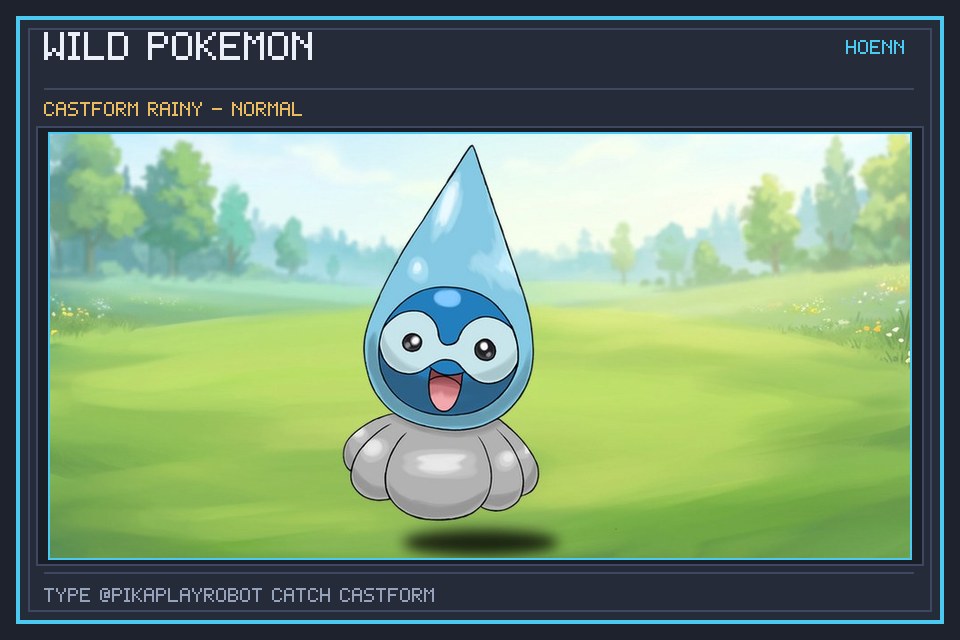 WILD POKEMON
HOENN
CASTFORM RAINY - NORMAL
TYPE @PIKAPLAYROBOT CATCH CASTFORM